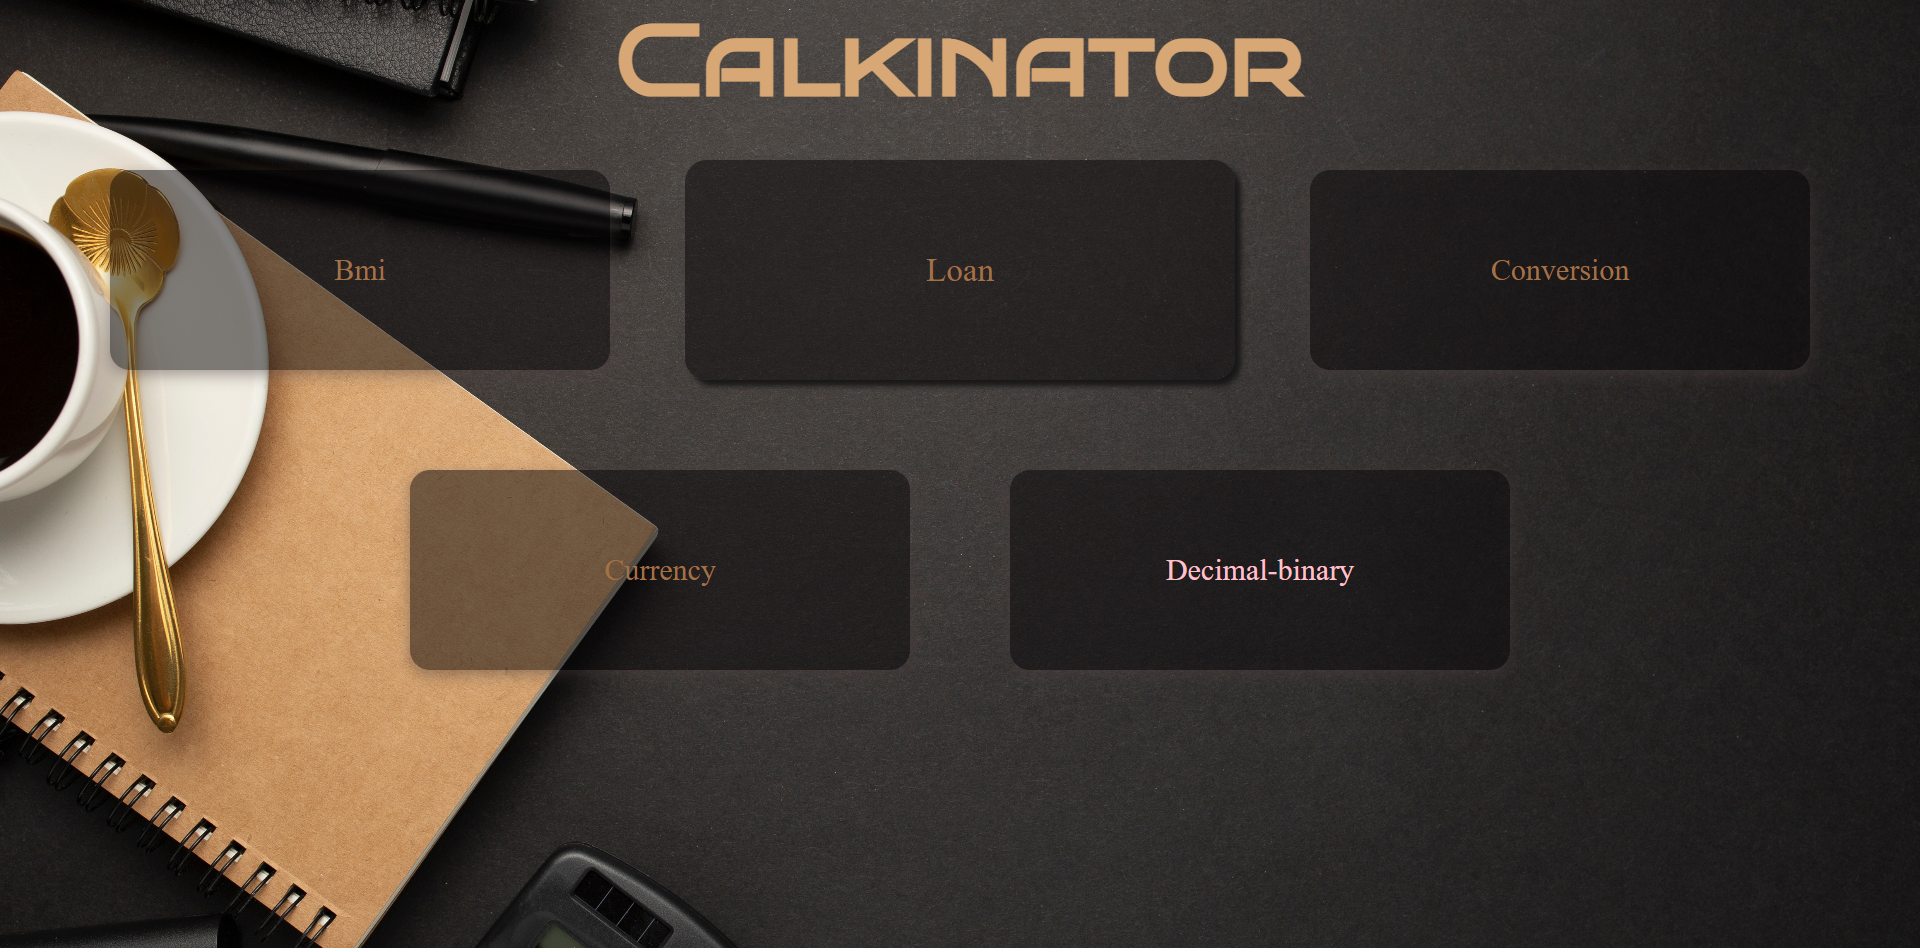 CALKINATOR
Bmi
Loan
Conversion
Currency
Decimal-binary